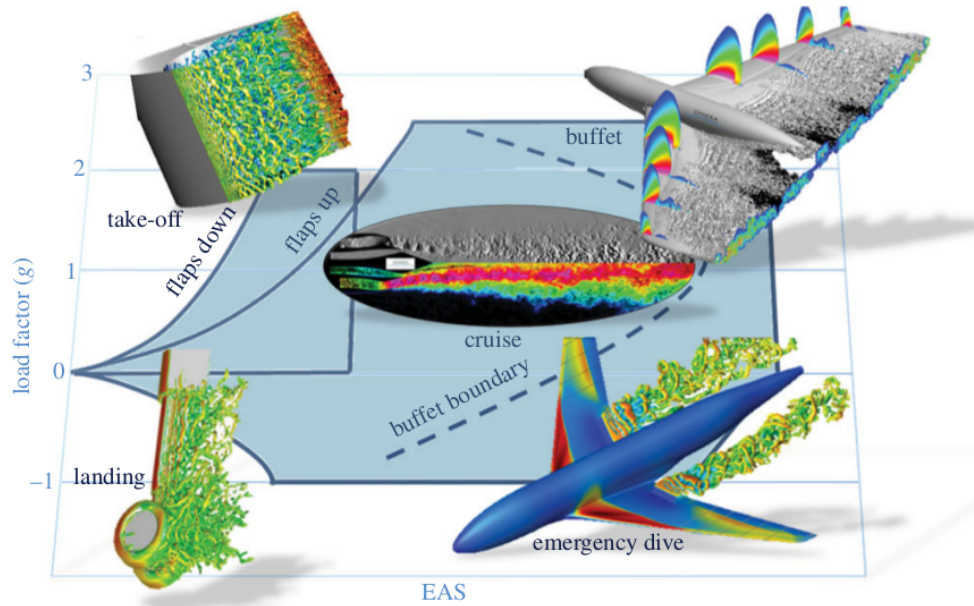 3
buffet
2
take-off
flaps down
flaps up
1
load factor (g)
cruise
0
buffet boundary
landing
–1
emergency dive
EAS